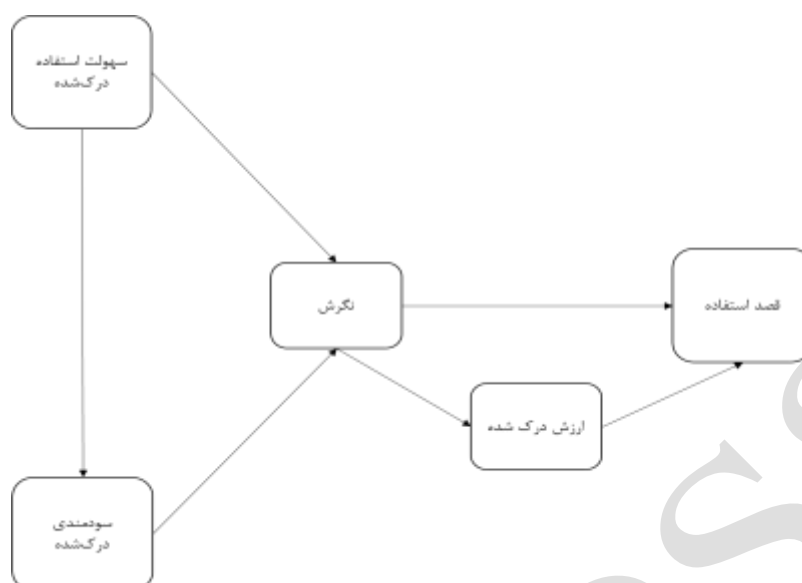 سهولت استفاده
درک‌شده
نگرش
قصد استفاده
ارزش درک شده
سودمندی
درک‌شده